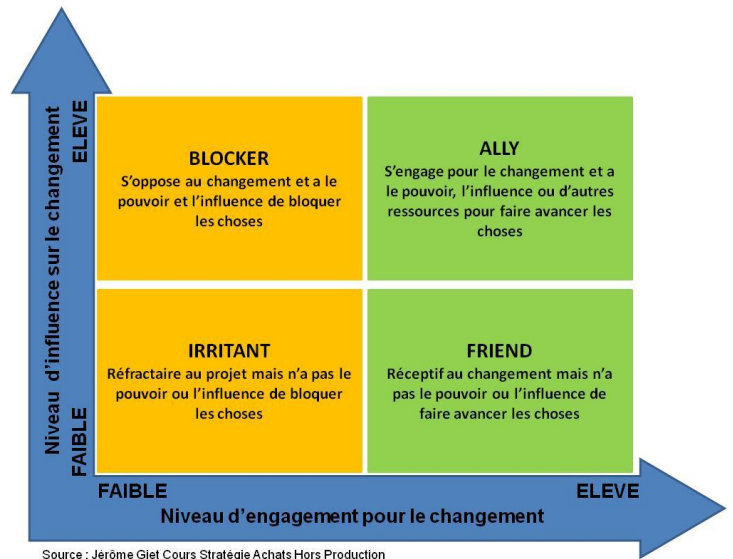 Niveau d'influence sur le changement
ELEVE
FAIBLE
BLOCKER
S'oppose au changement et a le
pouvoir et l'influence de bloquer
les choses
ALLY
S'engage pour le changement et a
le pouvoir, l'influence ou d'autres
ressources pour faire avancer les
choses
IRRITANT
Réfractaire au projet mais n'a pas le
pouvoir ou l'influence de bloquer
les choses
FRIEND
Réceptif au changement mais n'a
pas le pouvoir ou l'influence de
faire avancer les choses
FAIBLE
ELEVE
Niveau d'engagement pour le changement
Source : Jérôme Giet Cours Stratégie Achats Hors Production